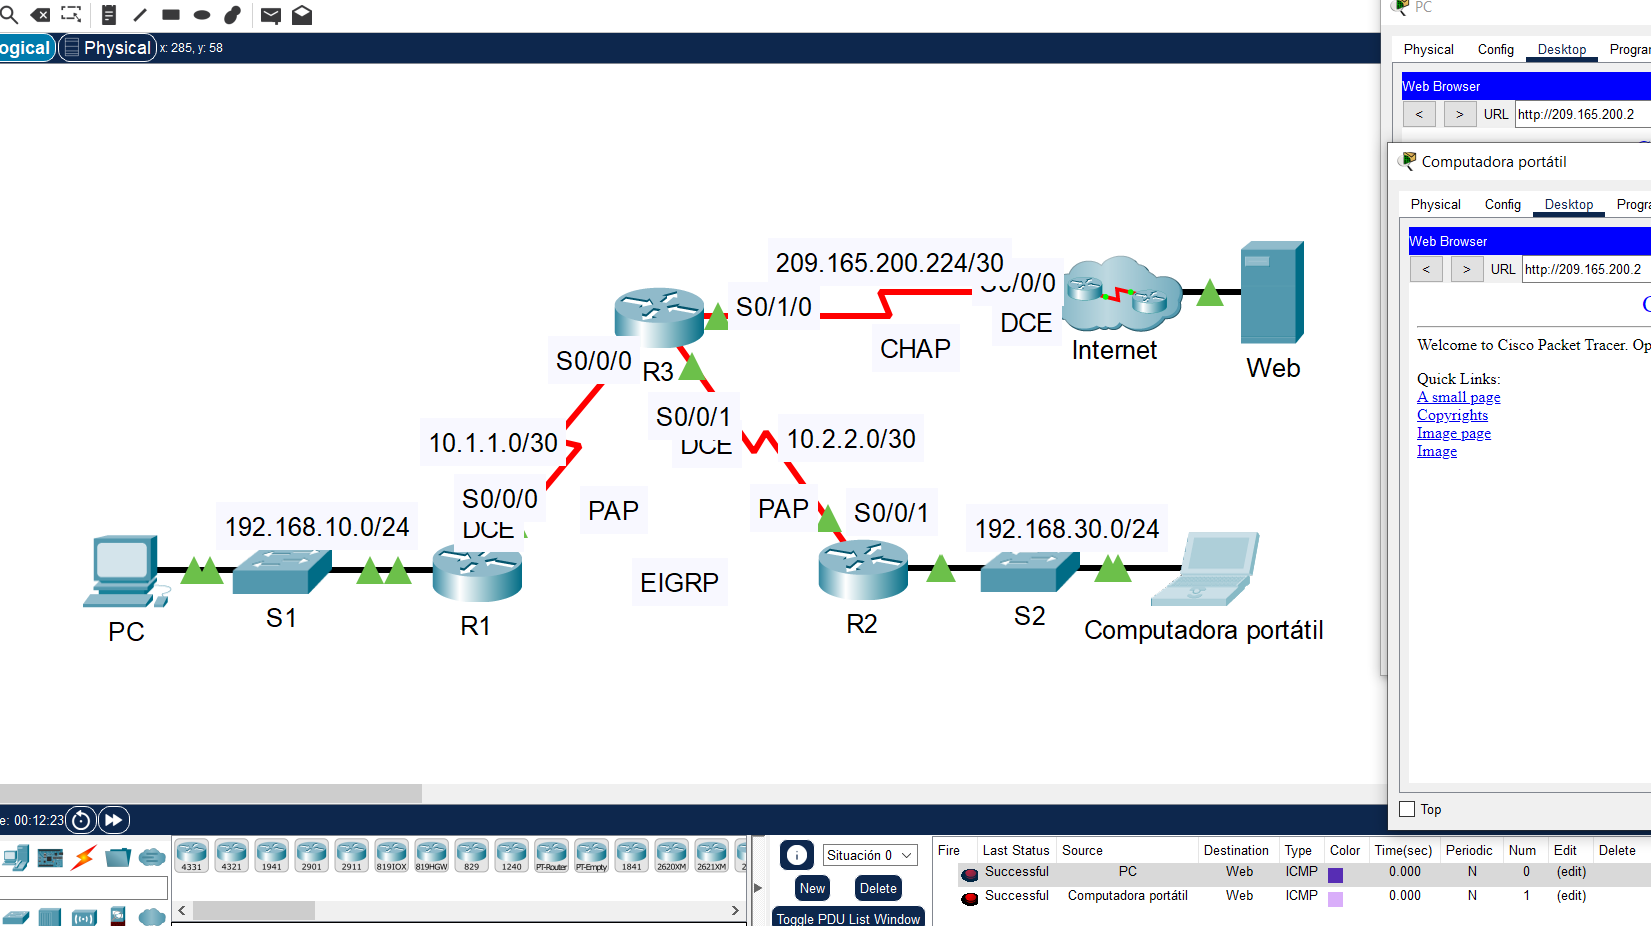 PC
ogical
Physical
x: 285, y: 58
Physical Config Desktop
Web Browser
< > URL http://209.165.200.2
Computadora portátil
Physical Config Desktop
Web Browser
< > URL http://209.165.200.2
Welcome to Cisco Packet Tracer. Op
Quick Links:
A small page
Copyrights
Image page
Image
Top
209.165.200.224/30
S0/1/0
DCE
CHAP
Internet
Web
S0/0/0
R3
S0/0/1
DCE
10.1.1.0/30
10.2.2.0/30
S0/0/0
DCE
PAP
PAP
S0/0/1
192.168.10.0/24
192.168.30.0/24
EIGRP
PC
S1
R1
R2
S2
Computadora portátil
e: 00:12:23
4331 4321 1941 2901 2911 819IOX 819HGW 829 1240 PT-Router PT-Empty 1841 2620XM 2621XM
Situación 0
New Delete
Toggle PDU List Window
Fire Last Status Source Destination Type Color Time(sec) Periodic Num Edit Delete
Successful PC Web ICMP 0.000 N 0 (edit)
Successful Computadora portátil Web ICMP 0.000 N 1 (edit)